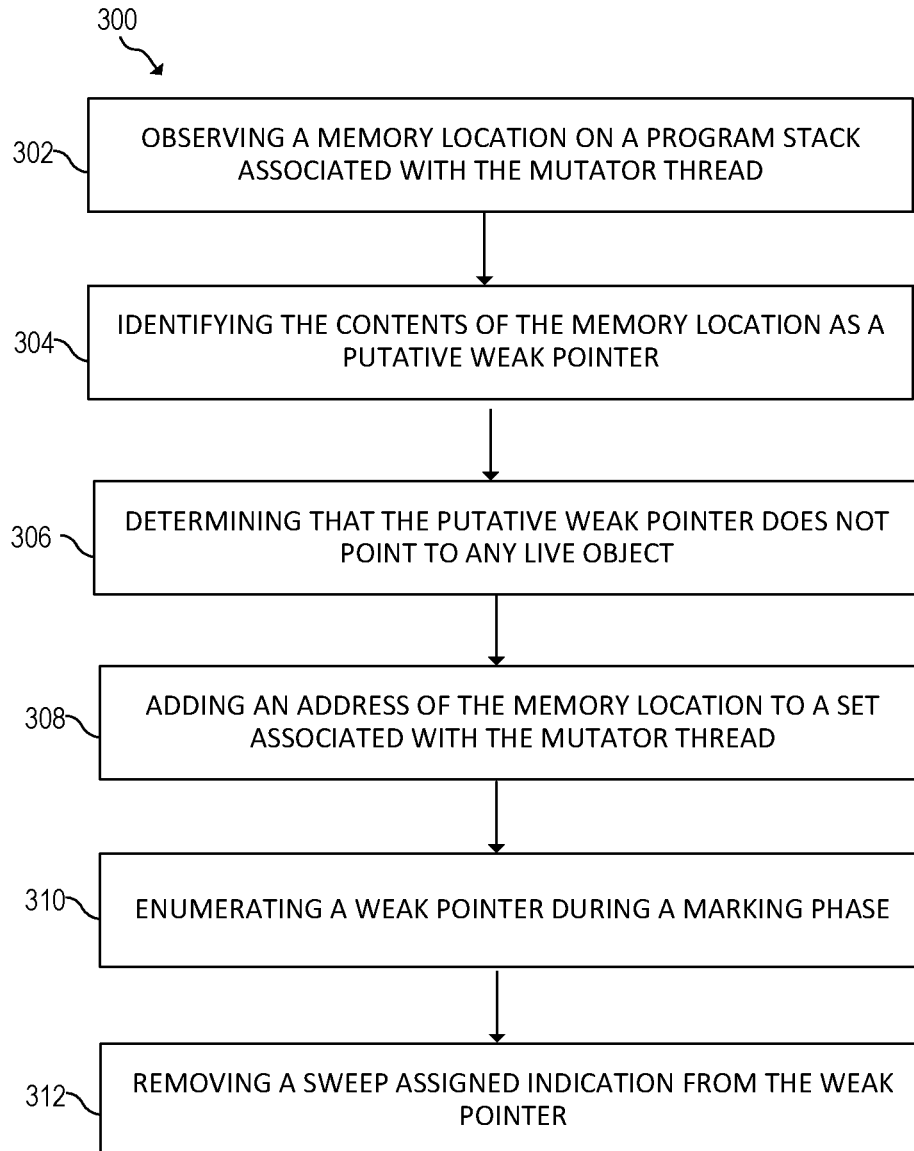 300
302
OBSERVING A MEMORY LOCATION ON A PROGRAM STACK
ASSOCIATED WITH THE MUTATOR THREAD
304
IDENTIFYING THE CONTENTS OF THE MEMORY LOCATION AS A
PUTATIVE WEAK POINTER
306
DETERMINING THAT THE PUTATIVE WEAK POINTER DOES NOT
POINT TO ANY LIVE OBJECT
308
ADDING AN ADDRESS OF THE MEMORY LOCATION TO A SET
ASSOCIATED WITH THE MUTATOR THREAD
310
ENUMERATING A WEAK POINTER DURING A MARKING PHASE
312
REMOVING A SWEEP ASSIGNED INDICATION FROM THE WEAK
POINTER